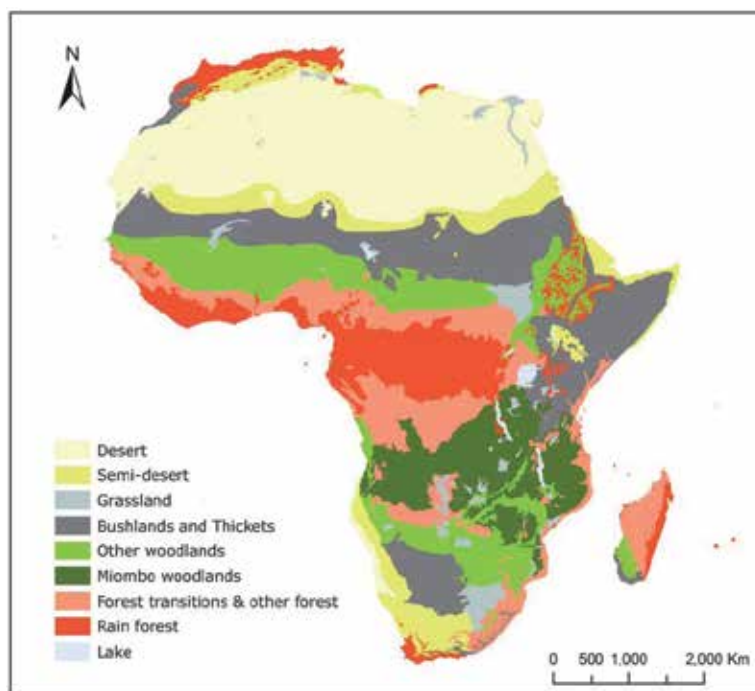 N
Desert
Semi-desert
Grassland
Bushlands and Thickets
Other woodlands
Miombo woodlands
Forest transitions & other forest
Rain forest
Lake
0 500 1,000 2,000 Km